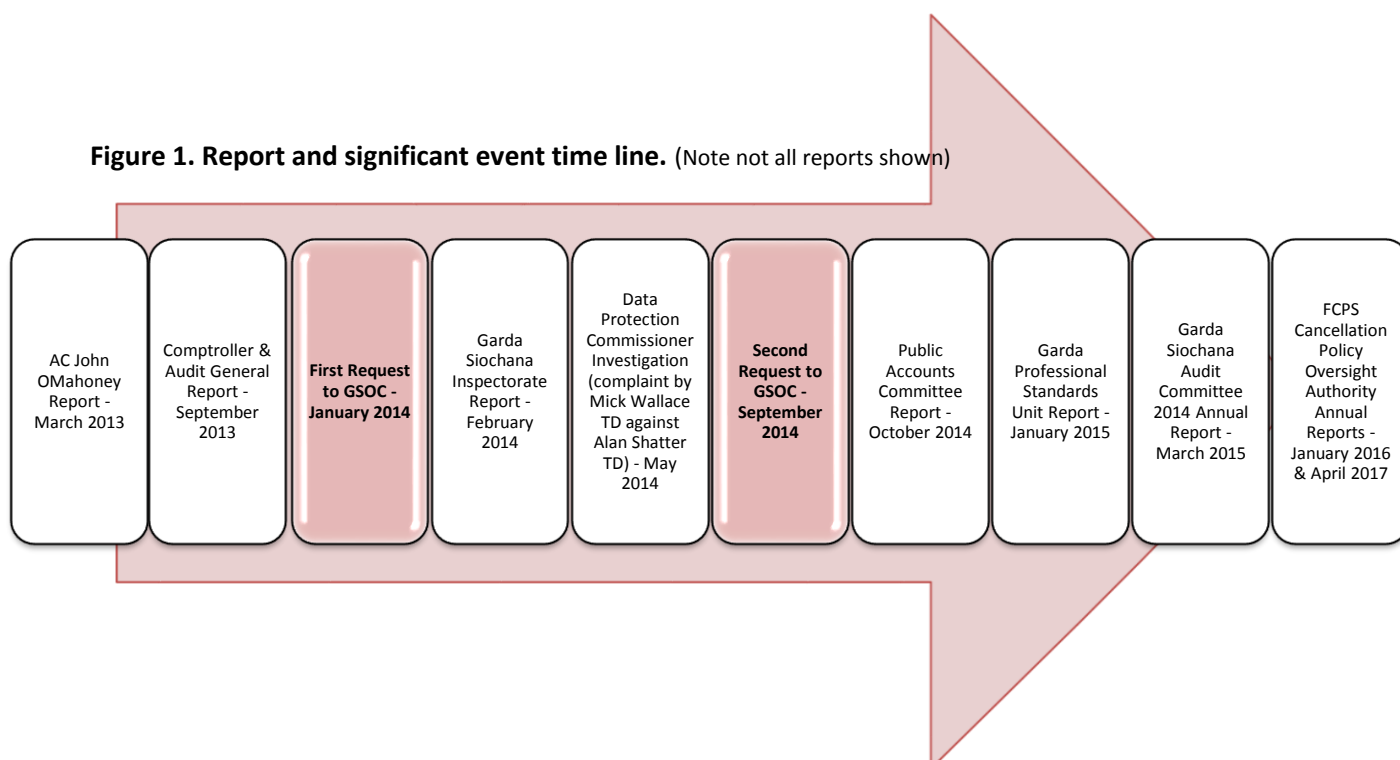 Figure 1. Report and significant event time line. (Note not all reports shown)
AC John
OMahoney
Report -
March 2013
Comptroller &
Audit General
Report -
September
2013
First Request
to GSOC -
January 2014
Garda
Siochana
Inspectorate
Report -
February
2014
Data
Protection
Commissioner
Investigation
(complaint by
Mick Wallace
TD against
Alan Shatter
TD) - May
2014
Second
Request to
GSOC -
September
2014
Public
Accounts
Committee
Report -
October 2014
Garda
Professional
Standards
Unit Report -
January 2015
Garda
Siochana
Audit
Committee
2014 Annual
Report -
March 2015
FCPS
Cancellation
Policy
Oversight
Authority
Annual
Reports -
January 2016
& April 2017